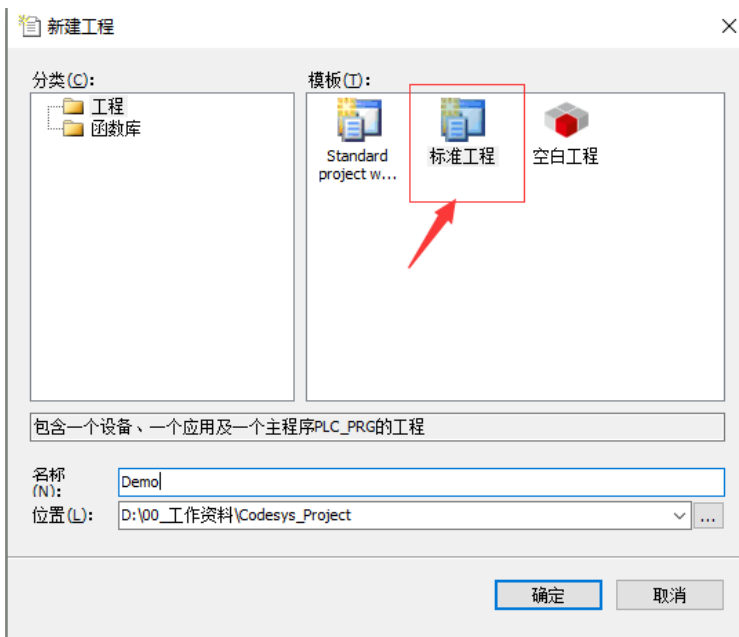 新建工程
分类(C):
模板(T):
工程
函数库
Standard
project w...
标准工程
空白工程
包含一个设备、一个应用及一个主程序PLC_PRG的工程
名称
(N):
Demo
位置(L):
D:\00_工作资料\Codesys_Project
...
确定
取消